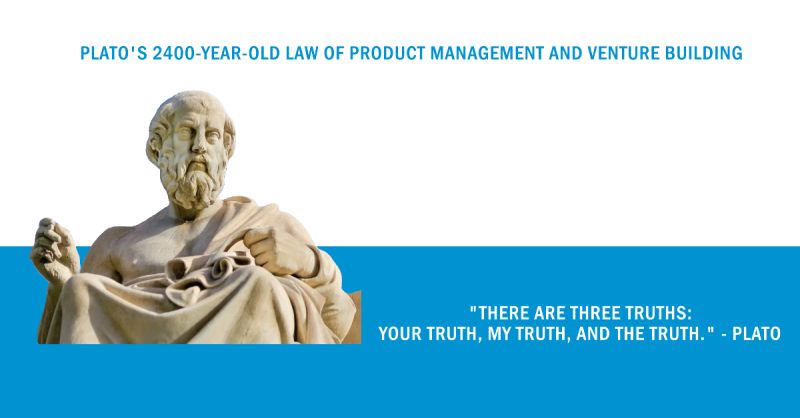 PLATO'S 2400-YEAR-OLD LAW OF PRODUCT MANAGEMENT AND VENTURE BUILDING
"THERE ARE THREE TRUTHS:
YOUR TRUTH, MY TRUTH, AND THE TRUTH." - PLATO